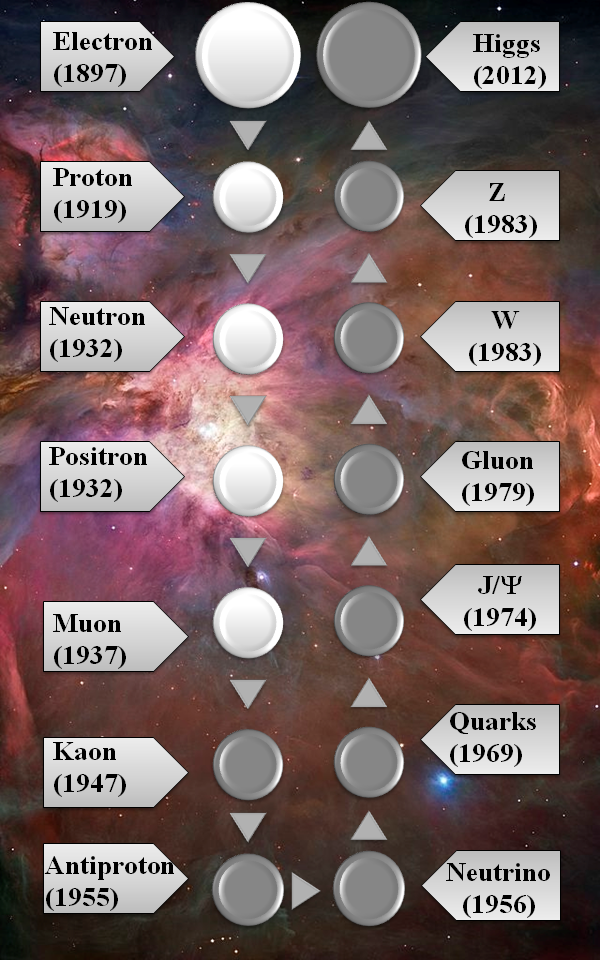 Electron
(1897)
Higgs
(2012)
Proton
(1919)
Z
(1983)
Neutron
(1932)
W
(1983)
Positron
(1932)
Gluon
(1979)
Muon
(1937)
J/Ψ
(1974)
Kaon
(1947)
Quarks
(1969)
Antiproton
(1955)
Neutrino
(1956)